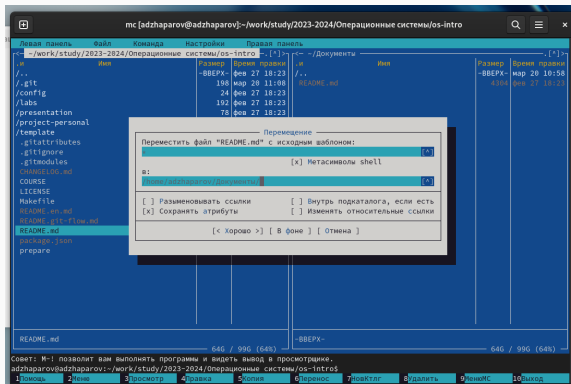 mc [adzhaparov@adzhaparov]:~/work/study/2023-2024/Операционные системы/os-intro
Левая панель Файл Команда Настройки Правая панель
<— ~/work/study/2023-2024/Операционные системы/os-intro —.[^]>
.и Имя Размер Время правки
/.. -ВВЕРХ- фев 27 18:23
/.git 198 мар 20 11:08
/config 24 фев 27 18:23
/labs 192 фев 27 18:23
/presentation 78 фев 27 18:23
/project-personal
/template
.gitattributes
.gitignore
.gitmodules
CHANGELOG.md
COURSE
LICENSE
Makefile
README.en.md
README.git-flow.md
README.md
package.json
prepare
README.md
64G / 99G (64%)
<— ~/Документы —.[^]>
.и Имя Размер Время правки
/.. -ВВЕРХ- мар 20 10:58
README.md 4384 фев 27 18:23
-ВВЕРХ-
64G / 99G (64%)
Перемещение
Переместить файл "README.md" с исходным шаблоном:
* [^]
[x] Метасимволы shell
в:
/home/adzhaparov/Документы/ [^]
[ ] Разыменовывать ссылки [ ] Внутрь подкаталога, если есть
[x] Сохранять атрибуты [ ] Изменять относительные ссылки
[< Хорошо >] [ В фоне ] [ Отмена ]
Совет: M-! позволит вам выполнять программы и видеть вывод в просмотрщике.
adzhaparov@adzhaparov:~/work/study/2023-2024/Операционные системы/os-intro$
1Помощь 2Меню 3Просмотр 4Правка 5Копия 6Перенос 7НовКтлг 8Удалить 9МенюMC 10Выход